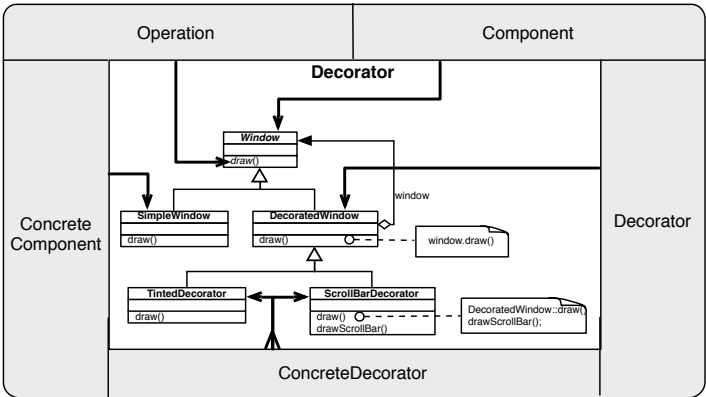 Operation
Component
Decorator
Window
draw()
window
Concrete
Component
SimpleWindow
draw()
DecoratedWindow
draw()
window.draw()
Decorator
TintedDecorator
draw()
ScrollBarDecorator
draw()
drawScrollBar()
DecoratedWindow::draw()
drawScrollBar();
ConcreteDecorator